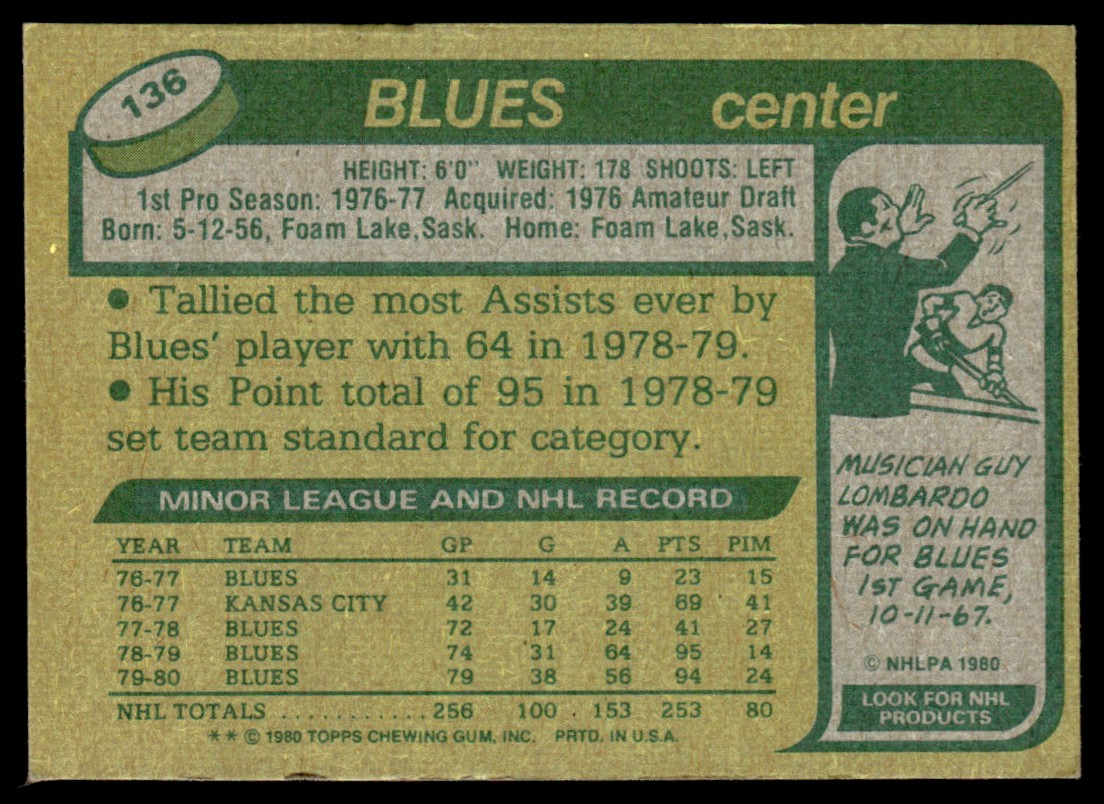 136
BLUES center
HEIGHT: 6'0" WEIGHT: 178 SHOOTS: LEFT
1st Pro Season: 1976-77 Acquired: 1976 Amateur Draft
Born: 5-12-56, Foam Lake, Sask. Home: Foam Lake, Sask.
• Tallied the most Assists ever by
Blues' player with 64 in 1978-79.
• His Point total of 95 in 1978-79
set team standard for category.
MINOR LEAGUE AND NHL RECORD
YEAR TEAM GP G A PTS PIM
76-77 BLUES 31 14 9 23 15
76-77 KANSAS CITY 42 30 39 69 41
77-78 BLUES 72 17 24 41 27
78-79 BLUES 74 31 64 95 14
79-80 BLUES 79 38 56 94 24
NHL TOTALS ........... 256 100 . 153 253 80
** © 1980 TOPPS CHEWING GUM, INC. PRTD. IN U.S.A.
MUSICIAN GUY
LOMBARDO
WAS ON HAND
FOR BLUES
1ST GAME,
10-11-67.
© NHLPA 1980
LOOK FOR NHL
PRODUCTS